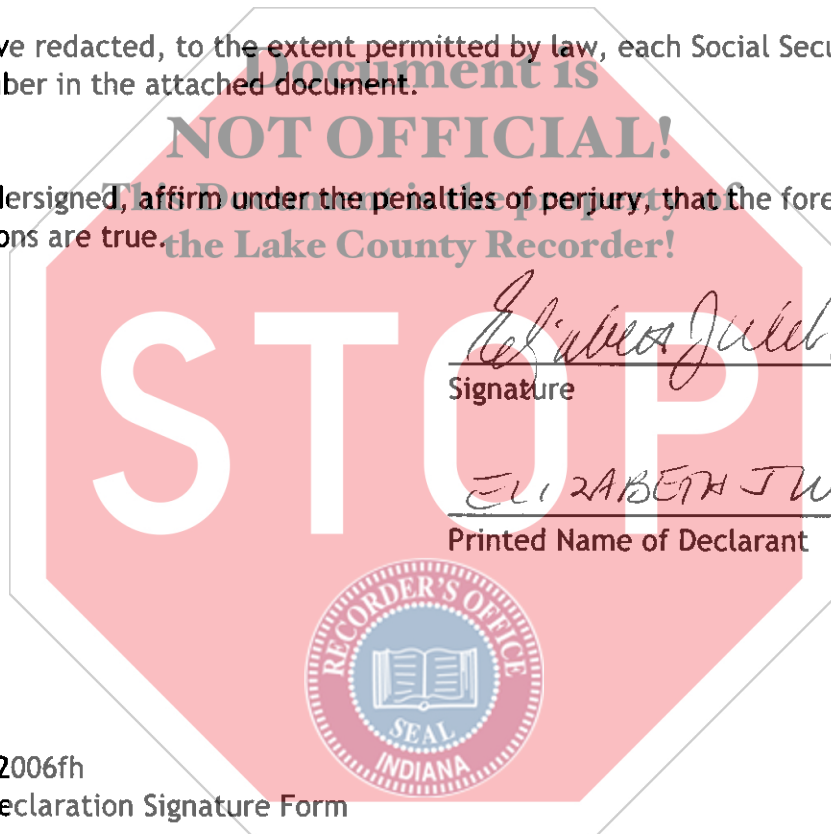 ve redacted, to the extent permitted by law, each Social Secu
ber in the attached document.
Document is
NOT OFFICIAL!
dersigned, affirm under the penalties of perjury, that the fore
This Document is the property of
ons are true.
the Lake County Recorder!
STOP
Signature
ELIZABETH
Printed Name of Declarant
RECORDER'S OFFICE
SEAL
INDIANA
2006fh
eclaration Signature Form